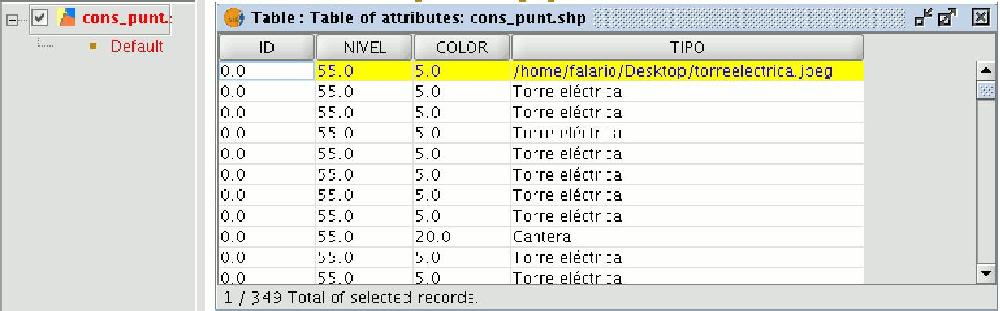 cons_punt.:
Default
Table : Table of attributes: cons_punt.shp
ID NIVEL COLOR TIPO
0.0 55.0 5.0 /home/falario/Desktop/torreelectrica.jpeg
0.0 55.0 5.0 Torre eléctrica
0.0 55.0 5.0 Torre eléctrica
0.0 55.0 5.0 Torre eléctrica
0.0 55.0 5.0 Torre eléctrica
0.0 55.0 5.0 Torre eléctrica
0.0 55.0 5.0 Torre eléctrica
0.0 55.0 5.0 Torre eléctrica
0.0 55.0 20.0 Cantera
0.0 55.0 5.0 Torre eléctrica
0.0 55.0 5.0 Torre eléctrica
1 / 349 Total of selected records.